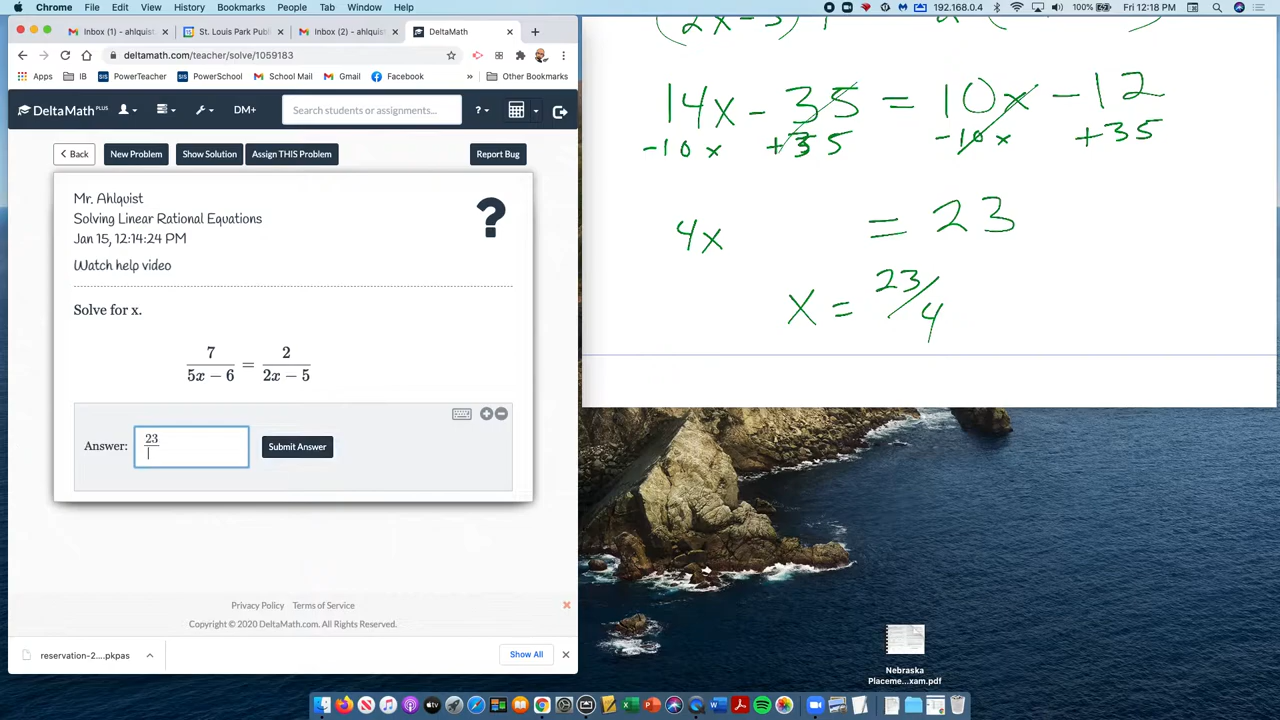 Chrome File Edit View History Bookmarks People Tab Window Help
100% Fri 12:18 PM
Inbox (1) - ahlquist
St. Louis Park Publ
Inbox (2) - ahlquist
DeltaMath
deltamath.com/teacher/solve/1059183
Apps IB PowerTeacher PowerSchool School Mail Gmail Facebook » Other Bookmarks
DeltaMath PLUS
DM+
Search students or assignments...
?
Back
New Problem
Show Solution
Assign THIS Problem
Report Bug
Mr. Ahlquist
Solving Linear Rational Equations
Jan 15, 12:14:24 PM
Watch help video
?
Solve for x.
7 / 5x − 6 = 2 / 2x − 5
Answer: 23
Submit Answer
Privacy Policy Terms of Service
Copyright © 2020 DeltaMath.com. All Rights Reserved.
reservation-2....pkpas
Show All
14x - 35 = 10x - 12
-10x +35 -10x +35
4x = 23
x = 23/4
Nebraska
Placeme...xam.pdf